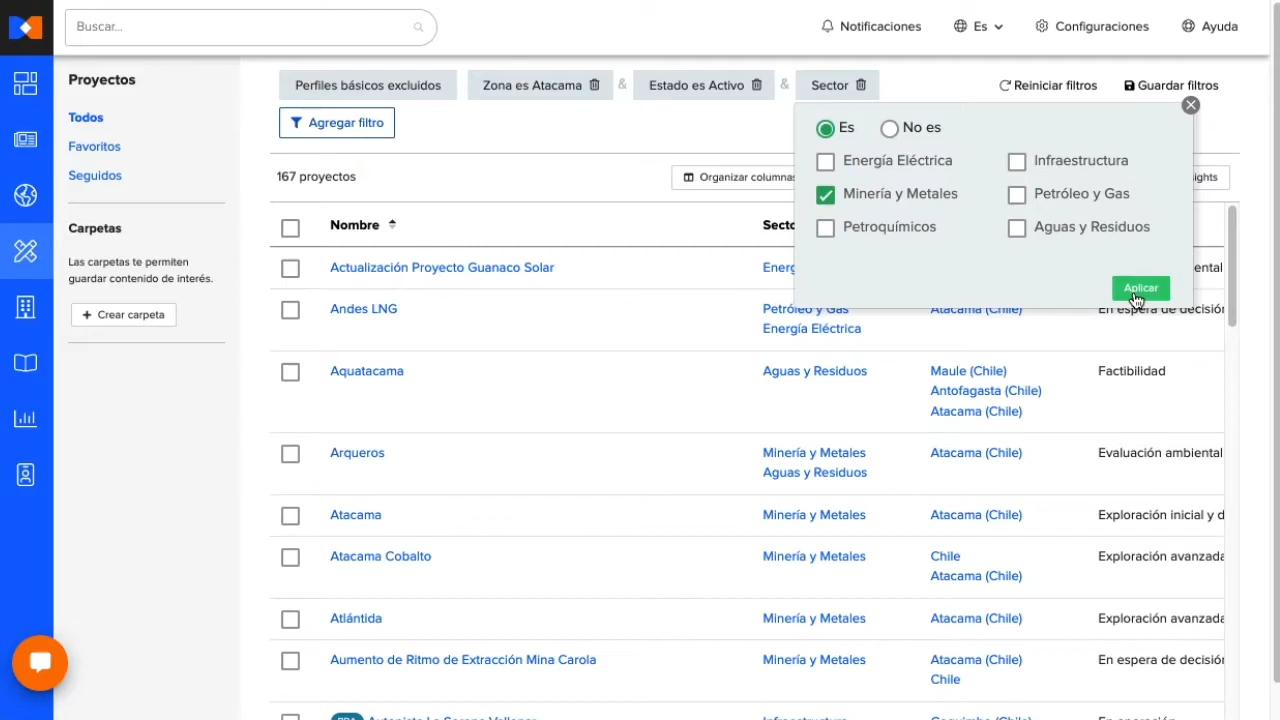 Buscar...
Notificaciones
Es
Configuraciones
Ayuda
Proyectos
Todos
Favoritos
Seguidos
Carpetas
Las carpetas te permiten
guardar contenido de interés.
+ Crear carpeta
Perfiles básicos excluidos
Zona es Atacama
&
Estado es Activo
&
Sector
Reiniciar filtros
Guardar filtros
Agregar filtro
Es
No es
Energía Eléctrica
Infraestructura
Minería y Metales
Petróleo y Gas
Petroquímicos
Aguas y Residuos
Aplicar
167 proyectos
Organizar columnas
Nombre
Actualización Proyecto Guanaco Solar
Andes LNG
Petróleo y Gas
Energía Eléctrica
Atacama (Chile)
En espera de decisión
Aquatacama
Aguas y Residuos
Maule (Chile)
Antofagasta (Chile)
Atacama (Chile)
Factibilidad
Arqueros
Minería y Metales
Aguas y Residuos
Atacama (Chile)
Evaluación ambiental
Atacama
Minería y Metales
Atacama (Chile)
Exploración inicial y d
Atacama Cobalto
Minería y Metales
Chile
Atacama (Chile)
Exploración avanzada
Atlántida
Minería y Metales
Atacama (Chile)
Exploración avanzada
Aumento de Ritmo de Extracción Mina Carola
Minería y Metales
Atacama (Chile)
Chile
En espera de decisión